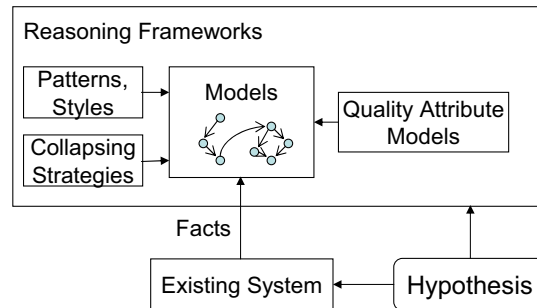 Reasoning Frameworks
Patterns,
Styles
Models
Quality Attribute
Models
Collapsing
Strategies
Facts
Existing System
Hypothesis